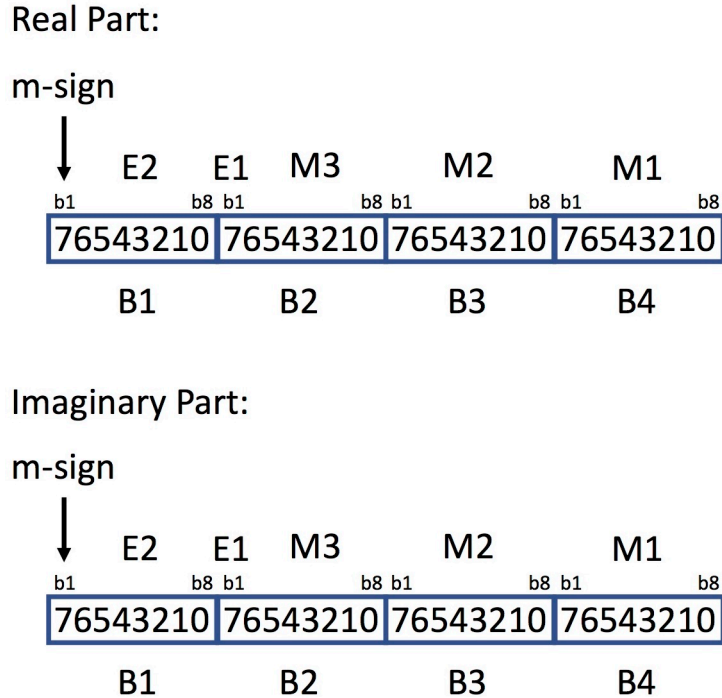 Real Part:
m-sign
E2 E1 M3 M2 M1
b1 b8 b1 b8 b1 b8 b1 b8
76543210 76543210 76543210 76543210
B1 B2 B3 B4
Imaginary Part:
m-sign
E2 E1 M3 M2 M1
b1 b8 b1 b8 b1 b8 b1 b8
76543210 76543210 76543210 76543210
B1 B2 B3 B4